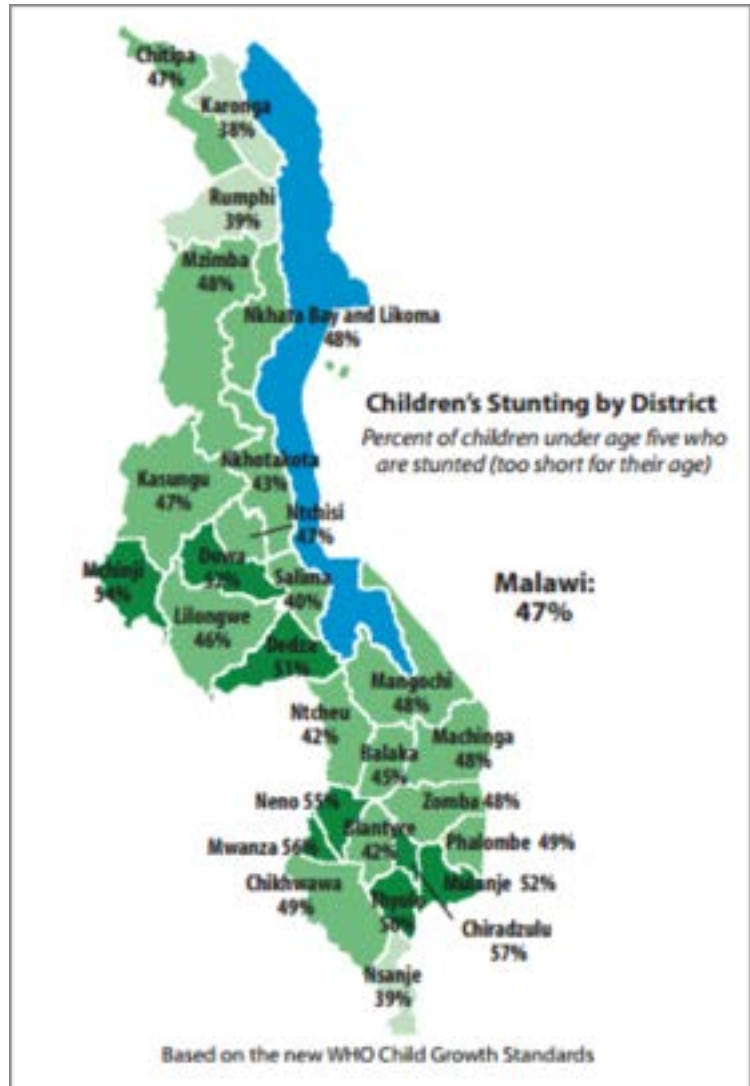 Chitipa
47%
Karonga
38%
Rumphi
39%
Mzimba
48%
Nkhata Bay and Likoma
48%
Children's Stunting by District
Percent of children under age five who
are stunted (too short for their age)
Nkhotakota
43%
Kasungu
47%
Ntchisi
47%
Dowa
Mchinji
54%
Salima
40%
Malawi:
47%
Lilongwe
46%
Dedza
51%
Mangochi
48%
Ntcheu
42%
Machinga
48%
Balaka
45%
Neno 55%
Zomba 48%
Blantyre
42%
Phalombe 49%
Mwanza 56%
Chikhwawa
49%
Mulanje 52%
Thyolo
50%
Chiradzulu
57%
Nsanje
39%
Based on the new WHO Child Growth Standards